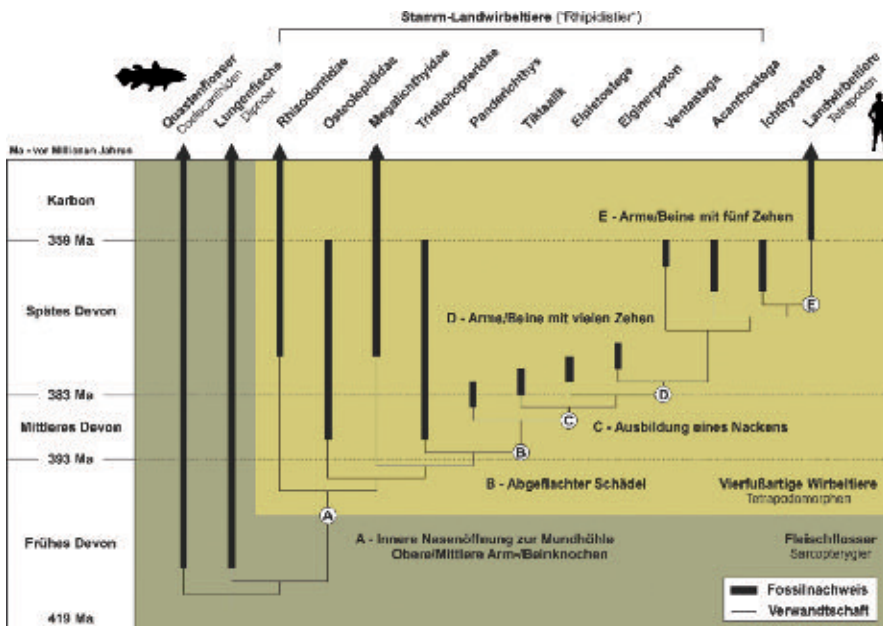 Stamm-Landwirbeltiere ("Rhipidistier")
Quastenflosser
Coelacanthiden
Lungenfische
Dipnoer
Rhizodontidae
Osteolepididae
Megalichthyidae
Tristichopteridae
Panderichthys
Tiktaalik
Elpistostege
Elginerpeton
Ventastega
Acanthostega
Ichthyostega
Landwirbeltiere
Tetrapoden
Ma - vor Millionen Jahren
Karbon
E - Arme/Beine mit fünf Zehen
359 Ma
E
Spätes Devon
D - Arme/Beine mit vielen Zehen
383 Ma
D
Mittleres Devon
C
C - Ausbildung eines Nackens
B
393 Ma
B - Abgeflachter Schädel
Vierfußartige Wirbeltiere
Tetrapodomorphen
A
Frühes Devon
A - Innere Nasenöffnung zur Mundhöhle
Obere/Mittlere Arm-/Beinknochen
Fleischflosser
Sarcopterygier
Fossilnachweis
Verwandtschaft
419 Ma